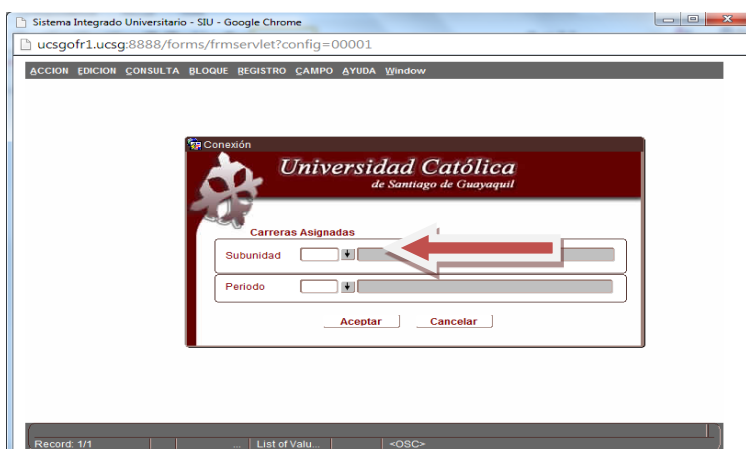 Sistema Integrado Universitario - SIU - Google Chrome
ucsgofr1.ucsg:8888/forms/frmservlet?config=00001
ACCION EDICION CONSULTA BLOQUE REGISTRO CAMPO AYUDA Window
Conexión
Universidad Católica
de Santiago de Guayaquil
Carreras Asignadas
Subunidad
Periodo
Aceptar Cancelar
Record: 1/1 ... List of Valu... <OSC>